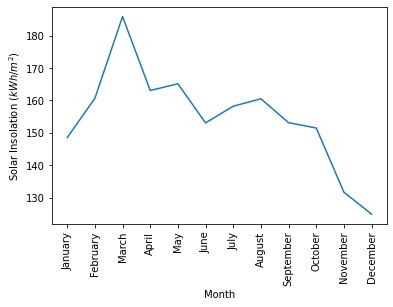 180
170
160
150
140
130
Solar Insolation (kWh/m²)
January
February
March
April
May
June
July
August
September
October
November
December
Month